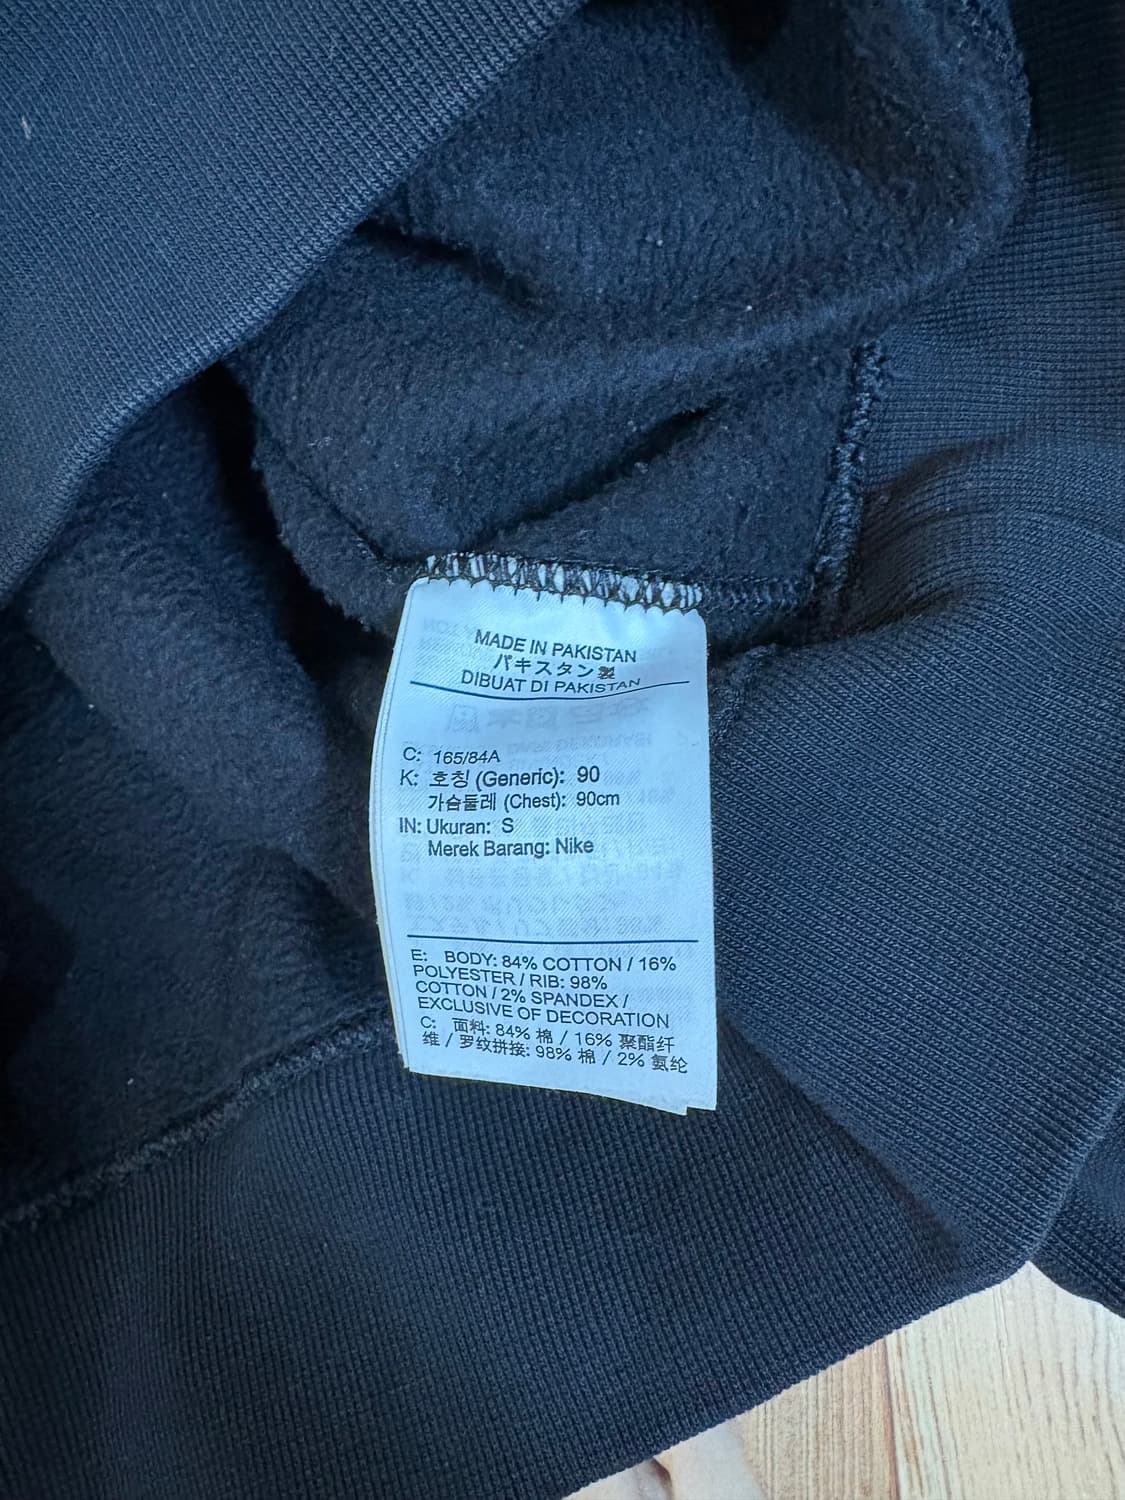 MADE IN PAKISTAN
パキスタン製
DIBUAT DI PAKISTAN
C: 165/84A
K: 호칭 (Generic): 90
가슴둘레 (Chest): 90cm
IN: Ukuran: S
Merek Barang: Nike
E: BODY: 84% COTTON / 16%
POLYESTER / RIB: 98%
COTTON / 2% SPANDEX /
EXCLUSIVE OF DECORATION
C: 面料: 84% 棉 / 16% 聚酯纤
维 / 罗纹拼接: 98% 棉 / 2% 氨纶